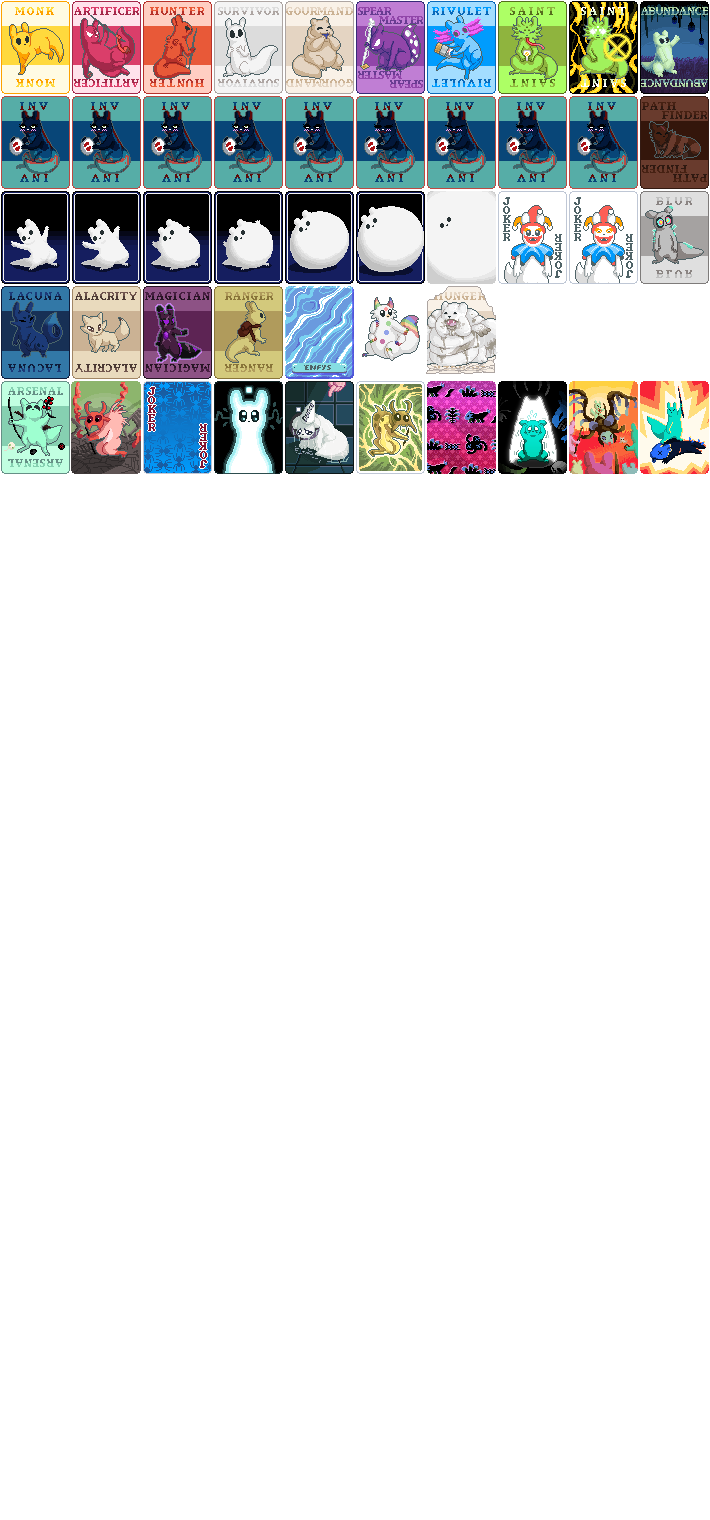 MONK ARTIFICER HUNTER SURVIVOR GOURMAND SPEAR MASTER RIVULET SAINT SAINT ABUNDANCE
MONK ARTIFICER HUNTER SURVIVOR GOURMAND SPEAR MASTER RIVULET SAINT SAINT ABUNDANCE
INV INV INV INV INV INV INV INV INV PATH FINDER
INV INV INV INV INV INV INV INV INV PATH FINDER
JOKER JOKER BLUR
JOKER JOKER BLUR
LACUNA ALACRITY MAGICIAN RANGER HUNGER
LACUNA ALACRITY MAGICIAN RANGER ENFYS
ARSENAL JOKER
ARSENAL JOKER